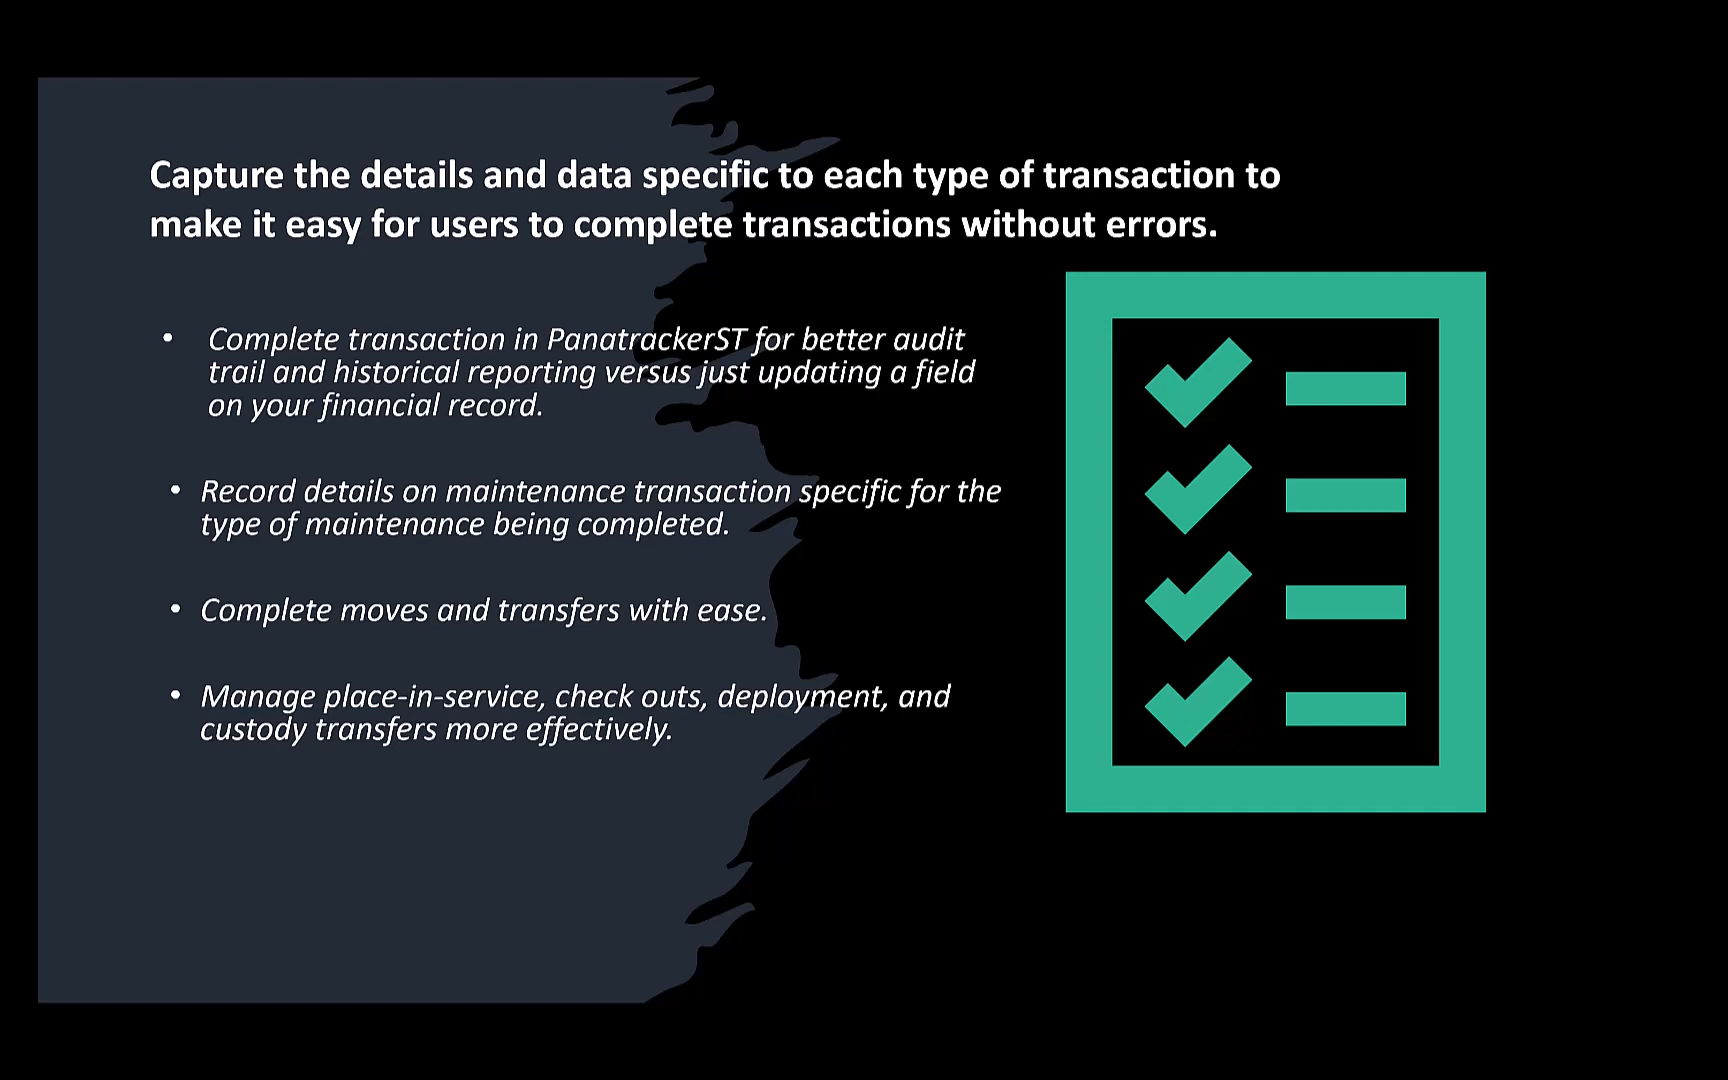 Capture the details and data specific to each type of transaction to
make it easy for users to complete transactions without errors.
• Complete transaction in PanatrackerST for better audit
trail and historical reporting versus just updating a field
on your financial record.
• Record details on maintenance transaction specific for the
type of maintenance being completed.
• Complete moves and transfers with ease.
• Manage place-in-service, check outs, deployment, and
custody transfers more effectively.